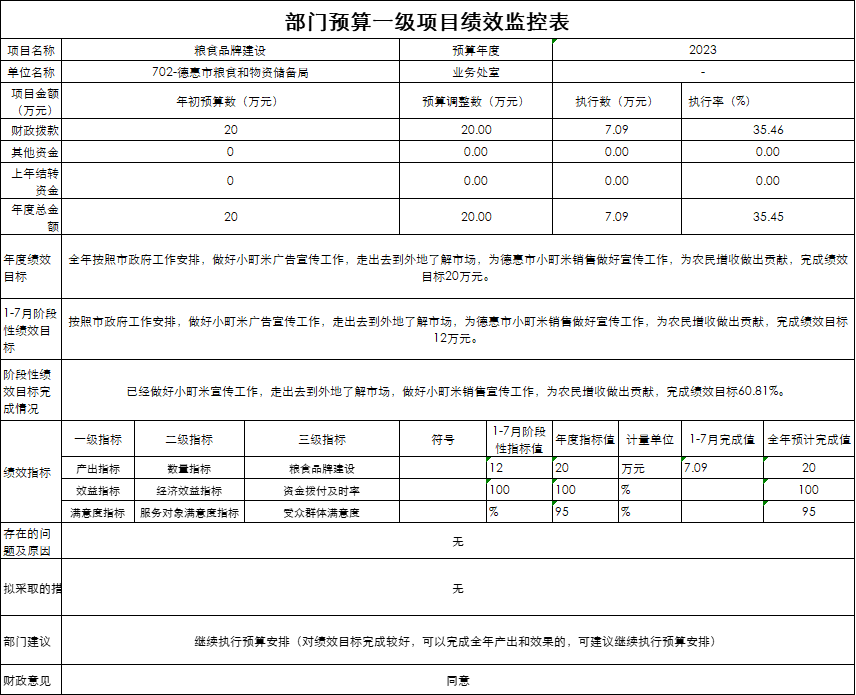 部门预算一级项目绩效监控表
项目名称 粮食品牌建设 预算年度 2023
单位名称 702-德惠市粮食和物资储备局 业务处室 -
项目金额
（万元） 年初预算数（万元） 预算调整数（万元） 执行数（万元） 执行率（%）
财政拨款 20 20.00 7.09 35.46
其他资金 0 0.00 0.00 0.00
上年结转
资金 0 0.00 0.00 0.00
年度总金
额 20 20.00 7.09 35.45
年度绩效
目标
全年按照市政府工作安排，做好小町米广告宣传工作，走出去到外地了解市场，为德惠市小町米销售做好宣传工作，为农民增收做出贡献，完成绩效
目标20万元。
1-7月阶段
性绩效目
标
按照市政府工作安排，做好小町米广告宣传工作，走出去到外地了解市场，为德惠市小町米销售做好宣传工作，为农民增收做出贡献，完成绩效目标
12万元。
阶段性绩
效目标完
成情况
已经做好小町米宣传工作，走出去到外地了解市场，做好小町米销售宣传工作，为农民增收做出贡献，完成绩效目标60.81%。
绩效指标
一级指标 二级指标 三级指标 符号 1-7月阶段
性指标值 年度指标值 计量单位 1-7月完成值 全年预计完成值
产出指标 数量指标 粮食品牌建设 12 20 万元 7.09 20
效益指标 经济效益指标 资金拨付及时率 100 100 % 100
满意度指标 服务对象满意度指标 受众群体满意度 % 95 % 95
存在的问
题及原因 无
拟采取的措 无
部门建议 继续执行预算安排（对绩效目标完成较好，可以完成全年产出和效果的，可建议继续执行预算安排）
财政意见 同意